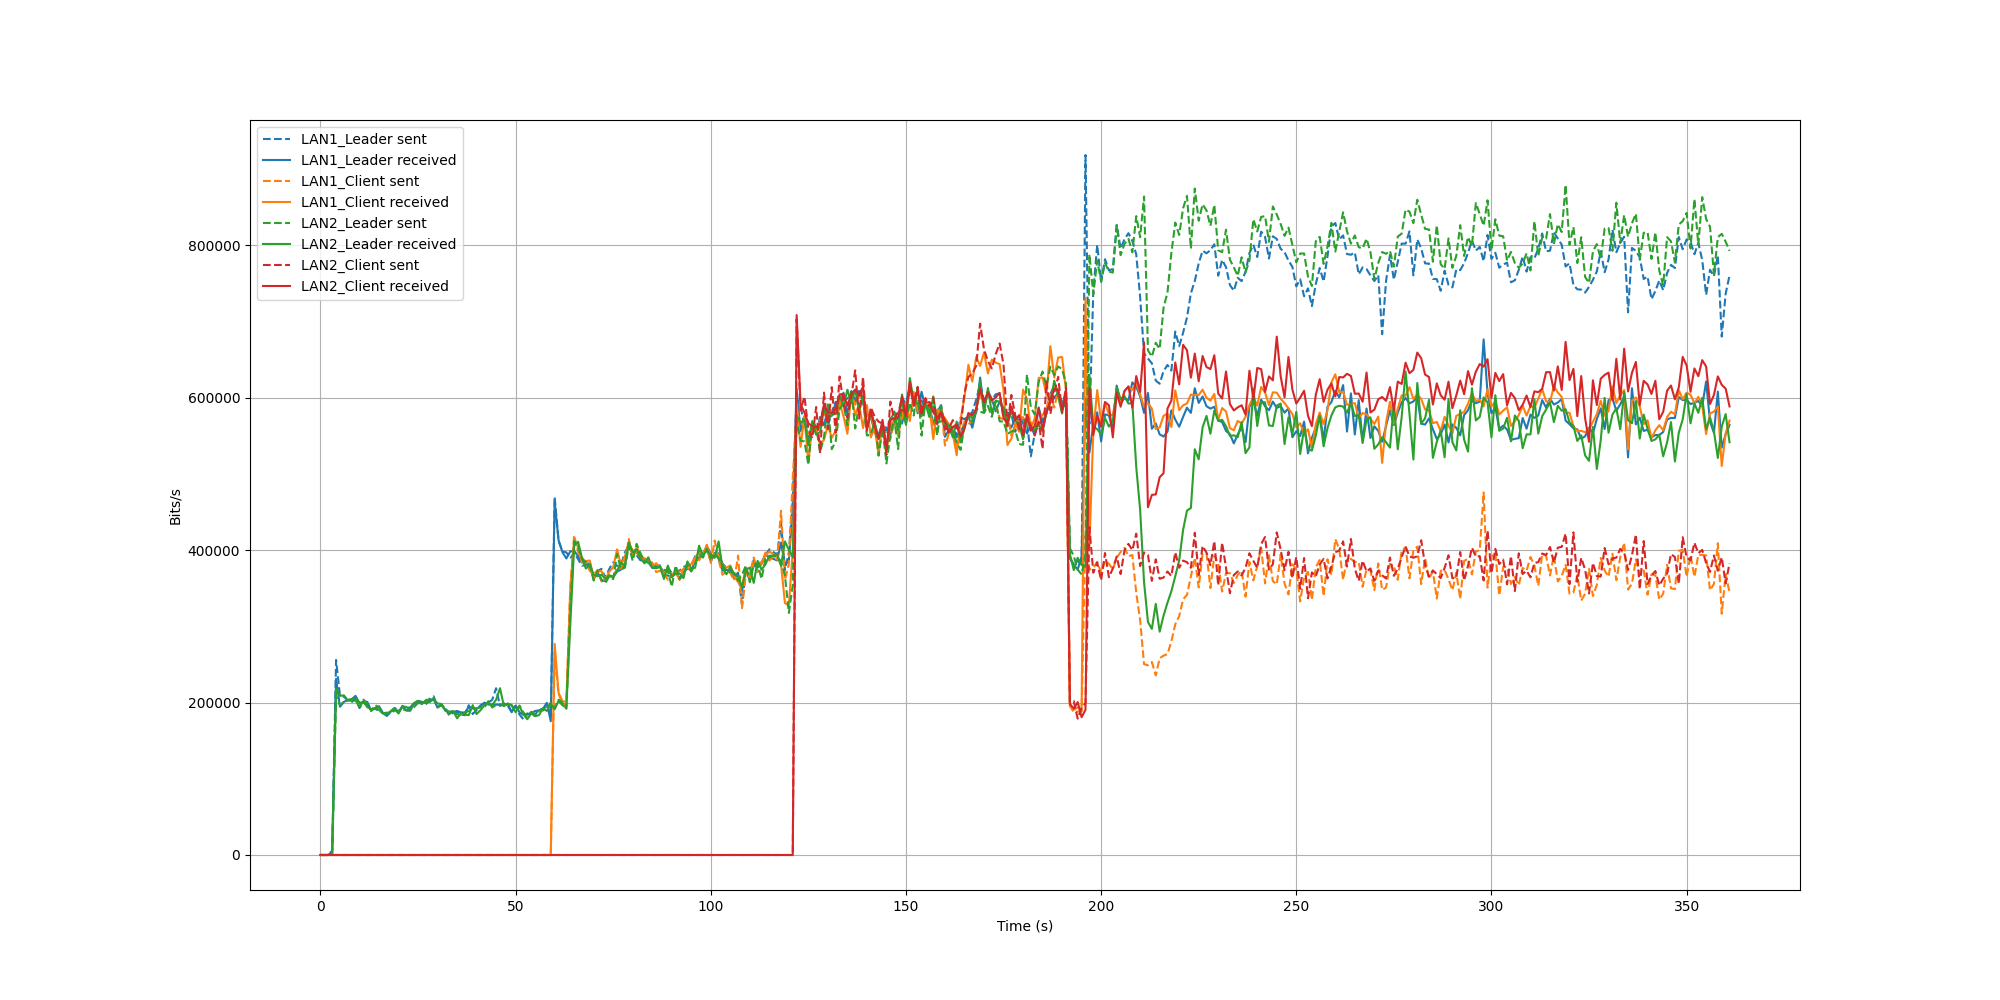 LAN1_Leader sent
LAN1_Leader received
LAN1_Client sent
LAN1_Client received
LAN2_Leader sent
LAN2_Leader received
LAN2_Client sent
LAN2_Client received
800000
600000
400000
200000
0
Bits/s
0 50 100 150 200 250 300 350
Time (s)